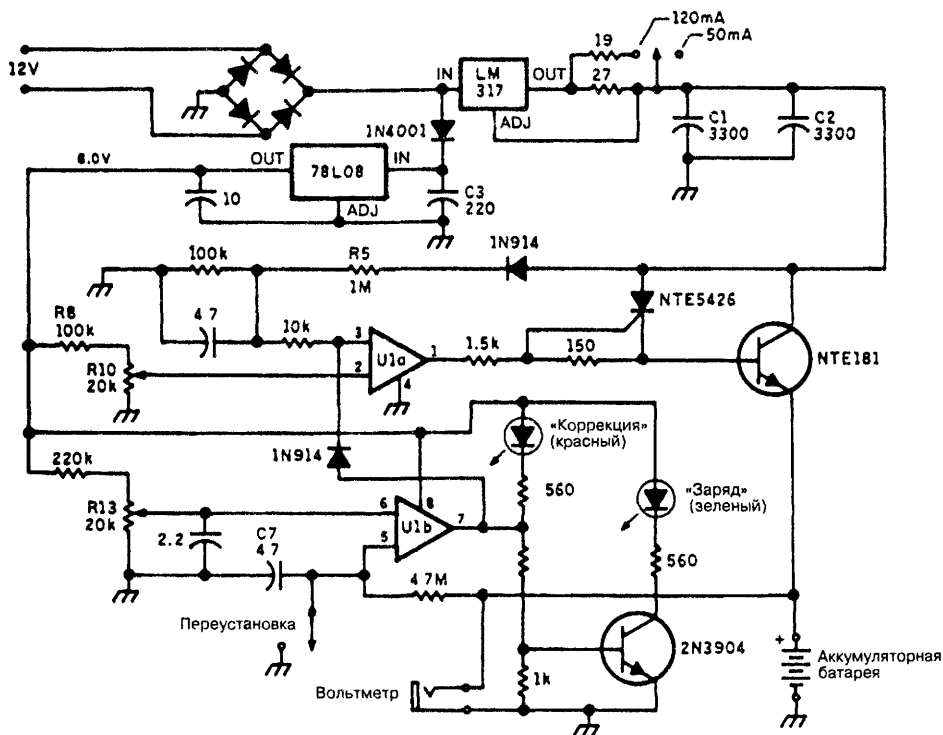 120mA
50mA
19
12V
IN
LM
317
OUT
27
ADJ
C1
3300
C2
3300
1N4001
8.0V
OUT
78L08
IN
10
ADJ
C3
220
100k
R5
1M
1N914
NTE5426
R8
100k
4 7
10k
3
U1a
1
1.5k
150
NTE181
R10
20k
2
4
«Коррекция»
(красный)
1N914
220k
560
«Заряд»
(зеленый)
R13
20k
6
8
U1b
7
5
2.2
C7
4.7
560
4 7M
Переустановка
2N3904
+
Аккумуляторная
батарея
Вольтметр
1k